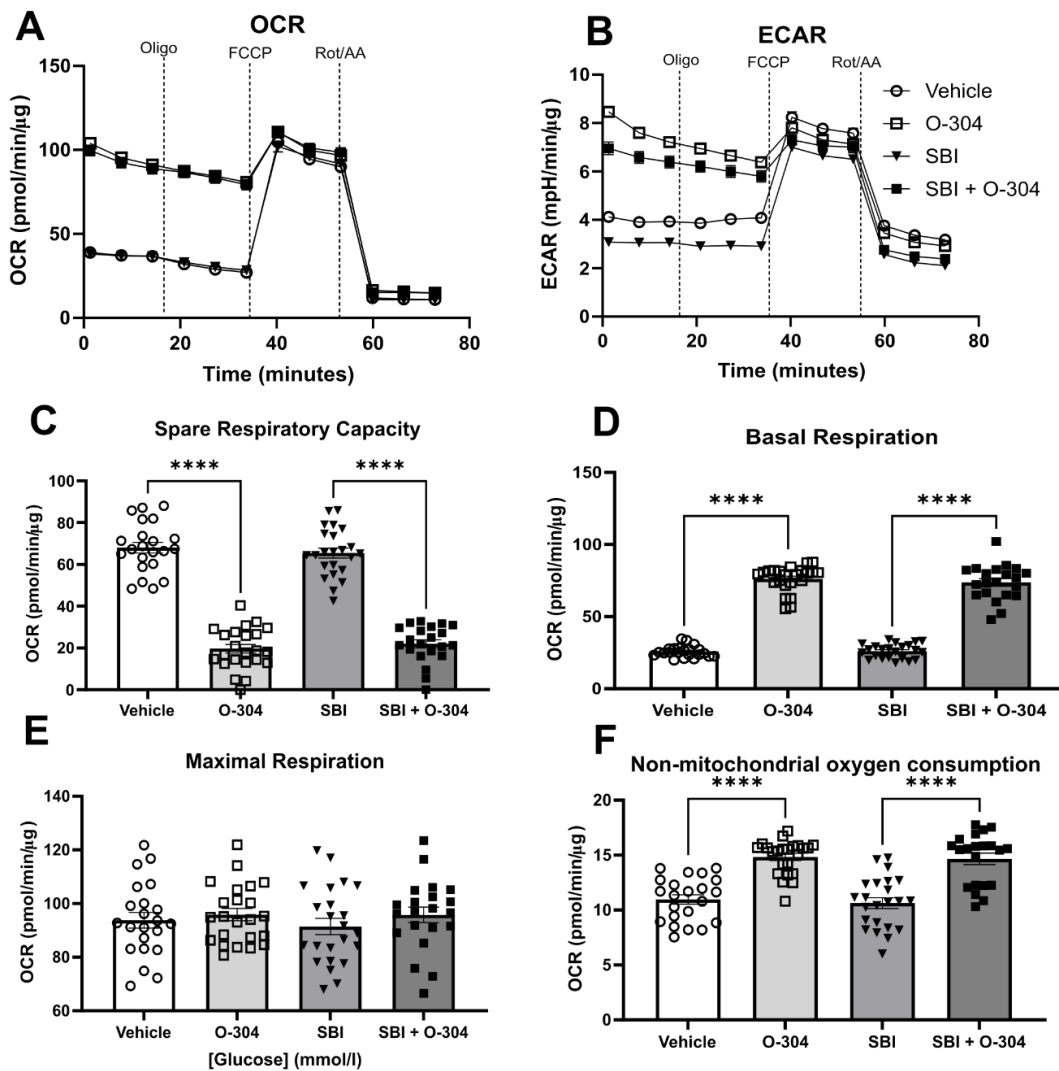 A
OCR
Oligo
FCCP
Rot/AA
150
100
50
0
OCR (pmol/min/µg)
0
20
40
60
80
Time (minutes)
B
ECAR
Oligo
FCCP
Rot/AA
10
8
6
4
2
0
ECAR (mpH/min/µg)
0
20
40
60
80
Time (minutes)
Vehicle
O-304
SBI
SBI + O-304
C
Spare Respiratory Capacity
100
80
60
40
20
0
OCR (pmol/min/µg)
****
****
Vehicle
O-304
SBI
SBI + O-304
D
Basal Respiration
150
100
50
0
OCR (pmol/min/µg)
****
****
Vehicle
O-304
SBI
SBI + O-304
E
Maximal Respiration
140
120
100
80
60
OCR (pmol/min/µg)
Vehicle
O-304
SBI
SBI + O-304
[Glucose] (mmol/l)
F
Non-mitochondrial oxygen consumption
20
15
10
5
0
OCR (pmol/min/µg)
****
****
Vehicle
O-304
SBI
SBI + O-304